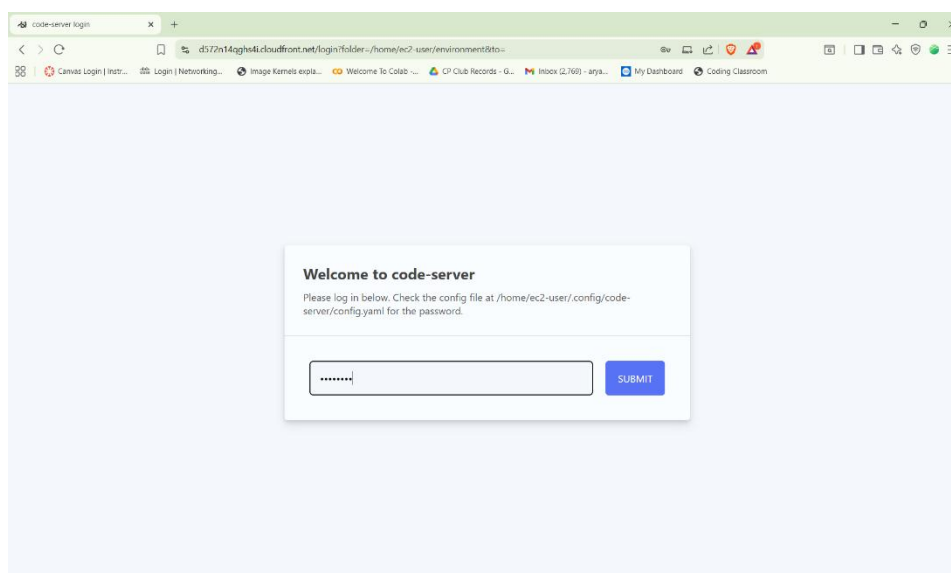 code-server login
d572n14qghs4i.cloudfront.net/login?folder=/home/ec2-user/environment&to=
Canvas Login | Instr... Login | Networking... Image Kernels expla... Welcome To Colab -... CP Club Records - G... Inbox (2,769) - arya... My Dashboard Coding Classroom
Welcome to code-server
Please log in below. Check the config file at /home/ec2-user/.config/code-
server/config.yaml for the password.
SUBMIT